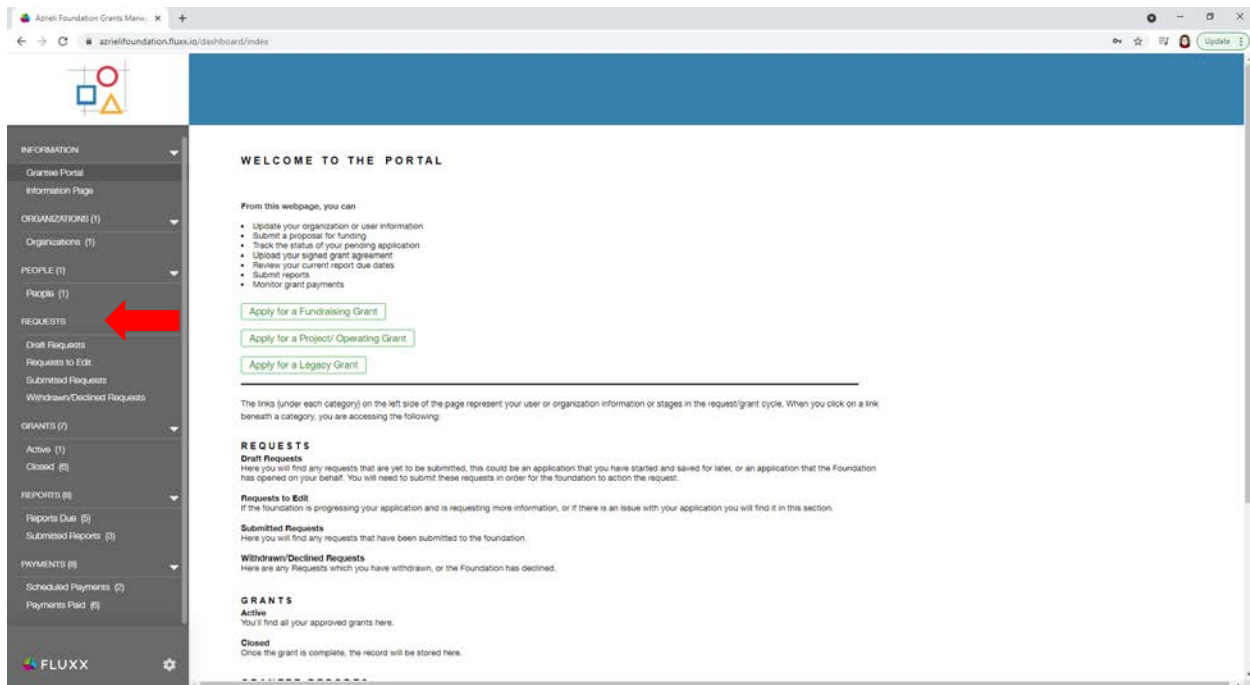 Azrieli Foundation Grants Manag
azrielifoundation.fluxx.io/dashboard/index
Update
INFORMATION
Grantee Portal
Information Page
ORGANIZATIONS (1)
Organizations (1)
PEOPLE (1)
People (1)
REQUESTS
Draft Requests
Requests to Edit
Submitted Requests
Withdrawn/Declined Requests
GRANTS (7)
Active (1)
Closed (6)
REPORTS (8)
Reports Due (5)
Submitted Reports (3)
PAYMENTS (8)
Scheduled Payments (2)
Payments Paid (6)
FLUXX
WELCOME TO THE PORTAL
From this webpage, you can
• Update your organization or user information
• Submit a proposal for funding
• Track the status of your pending application
• Upload your signed grant agreement
• Review your current report due dates
• Submit reports
• Monitor grant payments
Apply for a Fundraising Grant
Apply for a Project/ Operating Grant
Apply for a Legacy Grant
The links (under each category) on the left side of the page represent your user or organization information or stages in the request/grant cycle. When you click on a link
beneath a category, you are accessing the following:
REQUESTS
Draft Requests
Here you will find any requests that are yet to be submitted, this could be an application that you have started and saved for later, or an application that the Foundation
has opened on your behalf. You will need to submit these requests in order for the foundation to action the request.
Requests to Edit
If the foundation is progressing your application and is requesting more information, or if there is an issue with your application you will find it in this section.
Submitted Requests
Here you will find any requests that have been submitted to the foundation.
Withdrawn/Declined Requests
Here are any Requests which you have withdrawn, or the Foundation has declined.
GRANTS
Active
You'll find all your approved grants here.
Closed
Once the grant is complete, the record will be stored here.